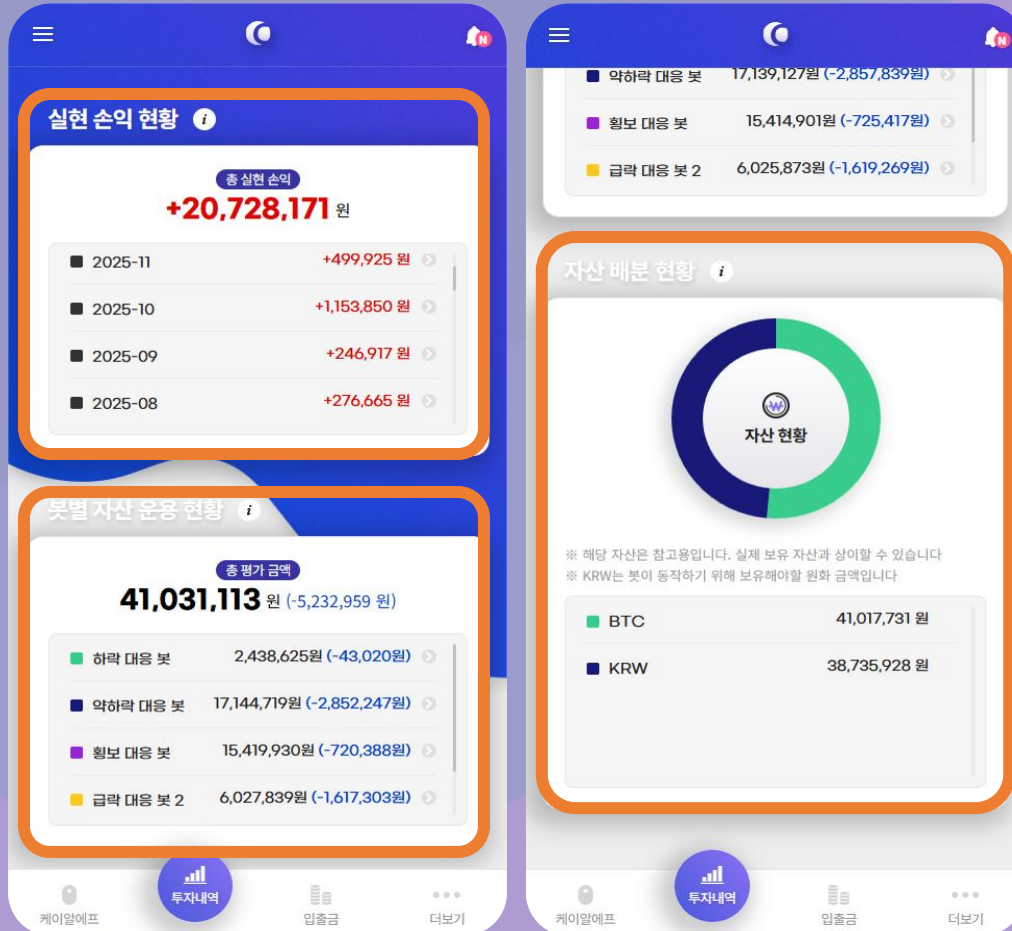 N
실현 손익 현황 i
총 실현 손익
+20,728,171 원
2025-11 +499,925 원
2025-10 +1,153,850 원
2025-09 +246,917 원
2025-08 +276,665 원
봇별 자산 운용 현황 i
총 평가 금액
41,031,113 원 (-5,232,959 원)
하락 대응 봇 2,438,625원 (-43,020원)
약하락 대응 봇 17,144,719원 (-2,852,247원)
횡보 대응 봇 15,419,930원 (-720,388원)
급락 대응 봇 2 6,027,839원 (-1,617,303원)
케이알에프 투자내역 입출금 더보기
N
약하락 대응 봇 17,139,127원 (-2,857,839원)
횡보 대응 봇 15,414,901원 (-725,417원)
급락 대응 봇 2 6,025,873원 (-1,619,269원)
자산 배분 현황 i
자산 현황
※ 해당 자산은 참고용입니다. 실제 보유 자산과 상이할 수 있습니다
※ KRW는 봇이 동작하기 위해 보유해야할 원화 금액입니다
BTC 41,017,731 원
KRW 38,735,928 원
케이알에프 투자내역 입출금 더보기